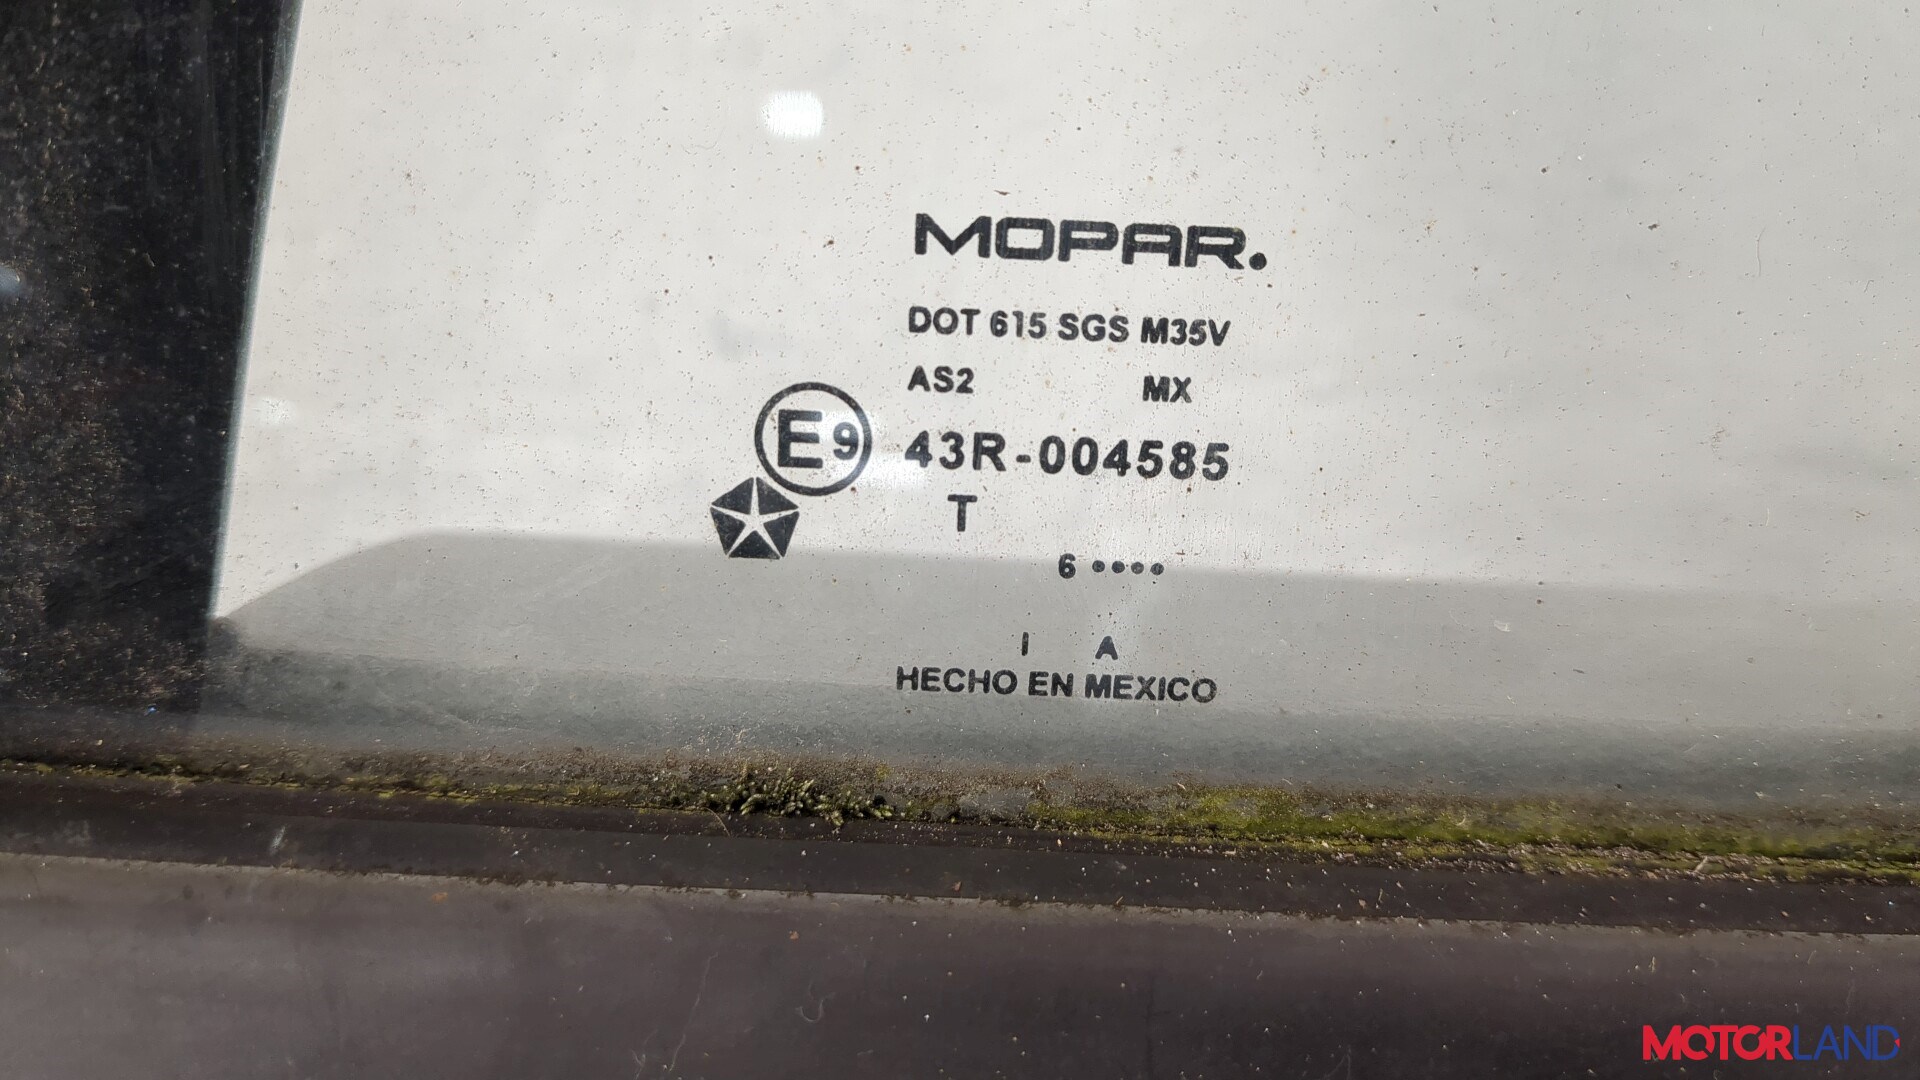 MOPAR.
DOT 615 SGS M35V
AS2 MX
E9 43R-004585
T
6 ••••
I A
HECHO EN MEXICO
MOTORLAND